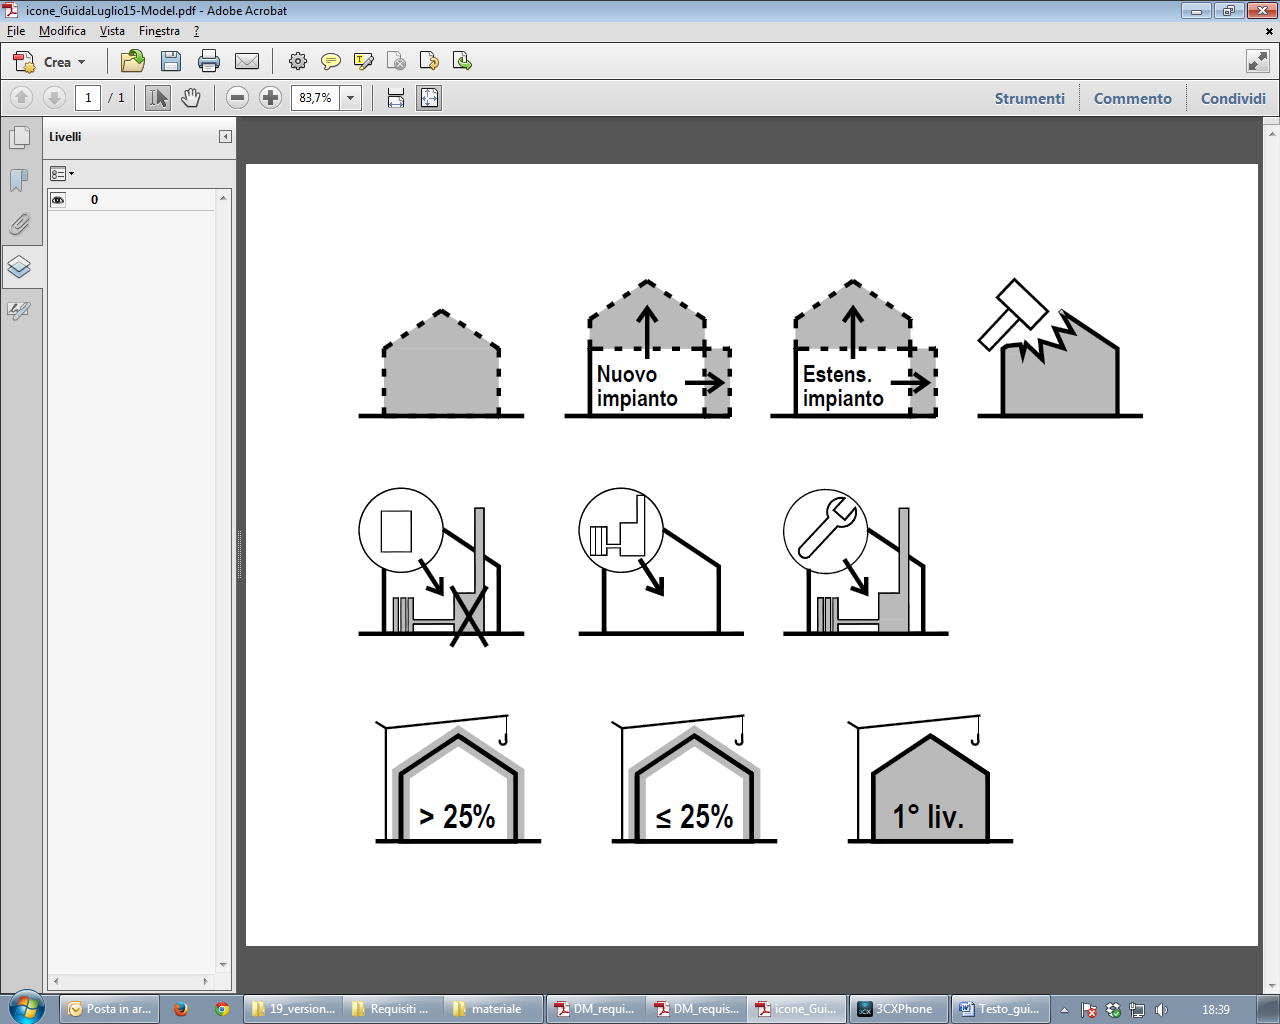 icone_GuidaLuglio15-Model.pdf - Adobe Acrobat
File Modifica Vista Finestra ?
Crea
1 / 1 83,7% Strumenti Commento Condividi
Livelli
0
Nuovo
impianto
Estens.
impianto
> 25%
≤ 25%
1° liv.
Posta in ar... 19_version... Requisiti ... materiale DM_requi... DM_requis... icone_Gui... 3CXPhone Testo_gui... 18:39